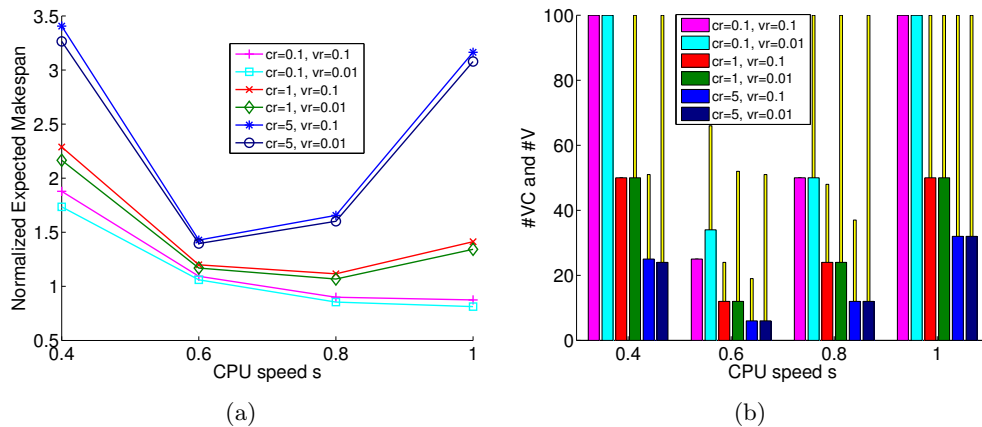 3.5
3
2.5
2
1.5
1
0.5
0.4
0.6
0.8
1
Normalized Expected Makespan
CPU speed s
cr=0.1, vr=0.1
cr=0.1, vr=0.01
cr=1, vr=0.1
cr=1, vr=0.01
cr=5, vr=0.1
cr=5, vr=0.01
(a)
100
80
60
40
20
0
0.4
0.6
0.8
1
#VC and #V
CPU speed s
cr=0.1, vr=0.1
cr=0.1, vr=0.01
cr=1, vr=0.1
cr=1, vr=0.01
cr=5, vr=0.1
cr=5, vr=0.01
(b)